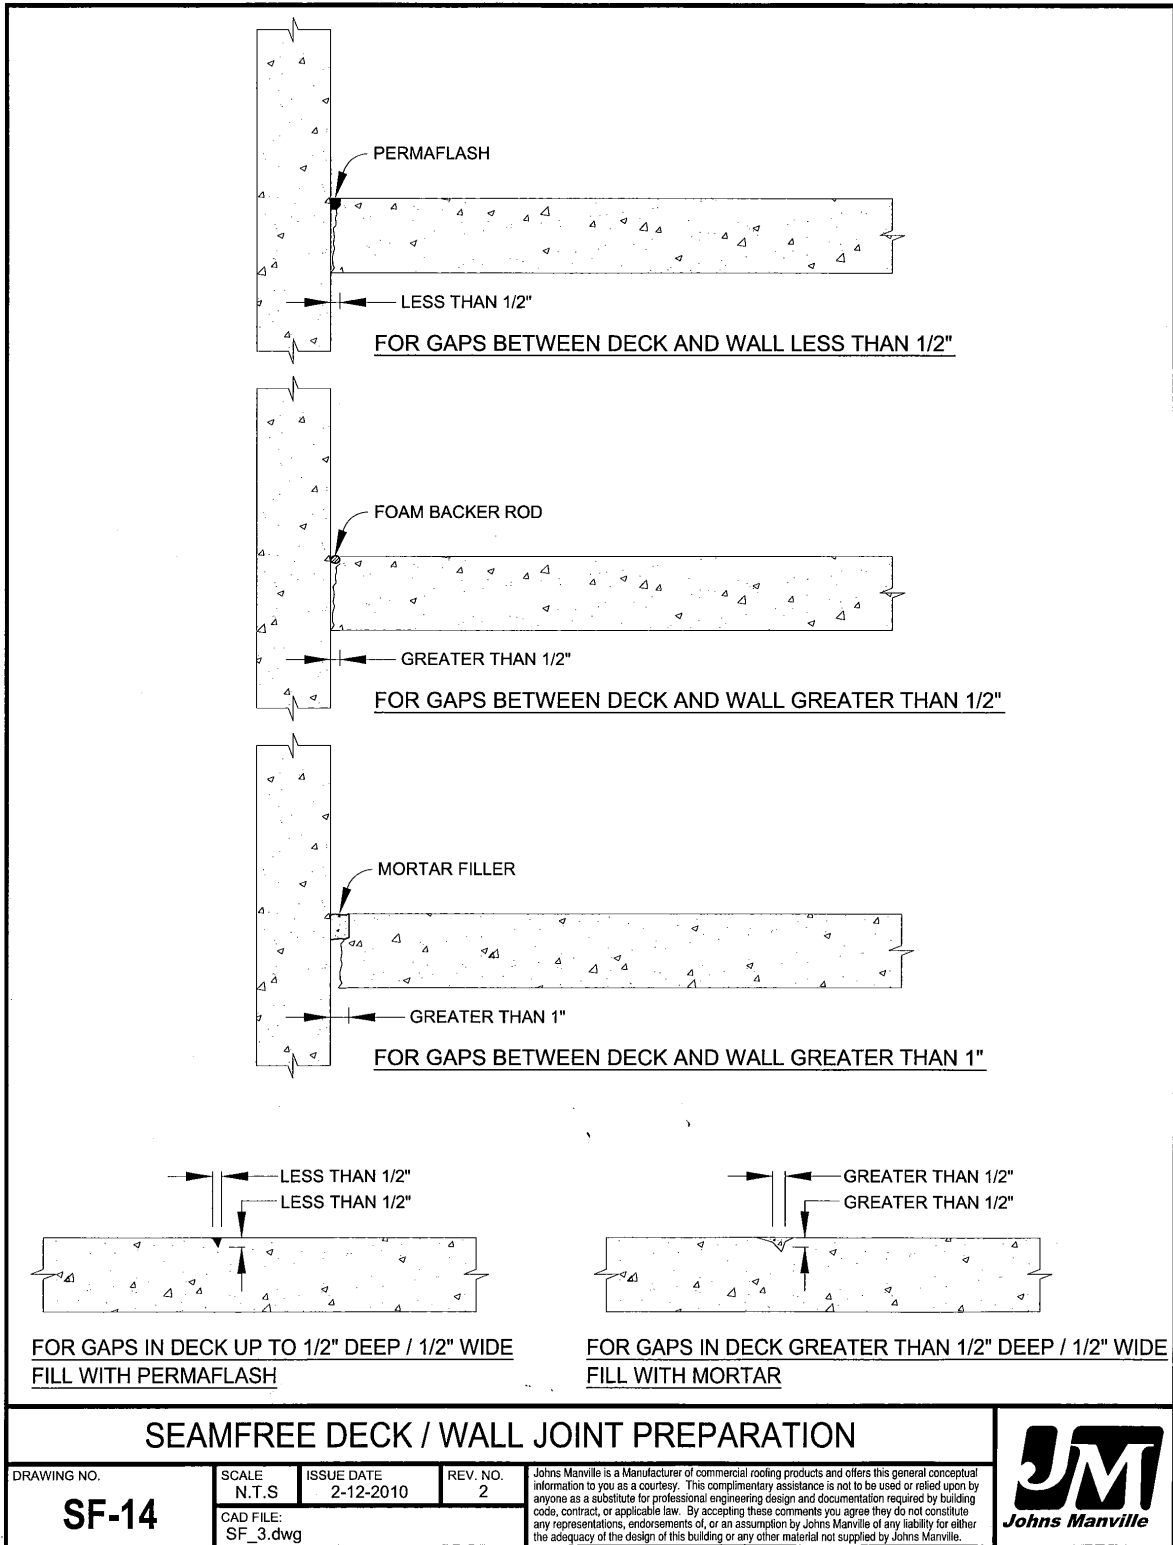 PERMAFLASH
LESS THAN 1/2"
FOR GAPS BETWEEN DECK AND WALL LESS THAN 1/2"
FOAM BACKER ROD
GREATER THAN 1/2"
FOR GAPS BETWEEN DECK AND WALL GREATER THAN 1/2"
MORTAR FILLER
GREATER THAN 1"
FOR GAPS BETWEEN DECK AND WALL GREATER THAN 1"
LESS THAN 1/2"
LESS THAN 1/2"
FOR GAPS IN DECK UP TO 1/2" DEEP / 1/2" WIDE
FILL WITH PERMAFLASH
GREATER THAN 1/2"
GREATER THAN 1/2"
FOR GAPS IN DECK GREATER THAN 1/2" DEEP / 1/2" WIDE
FILL WITH MORTAR
SEAMFREE DECK / WALL JOINT PREPARATION
DRAWING NO.
SF-14
SCALE
N.T.S
ISSUE DATE
2-12-2010
REV. NO.
2
CAD FILE:
SF_3.dwg
Johns Manville is a Manufacturer of commercial roofing products and offers this general conceptual
information to you as a courtesy. This complimentary assistance is not to be used or relied upon by
anyone as a substitute for professional engineering design and documentation required by building
code, contract, or applicable law. By accepting these comments you agree they do not constitute
any representations, endorsements of, or an assumption by Johns Manville of any liability for either
the adequacy of the design of this building or any other material not supplied by Johns Manville.
JM
Johns Manville